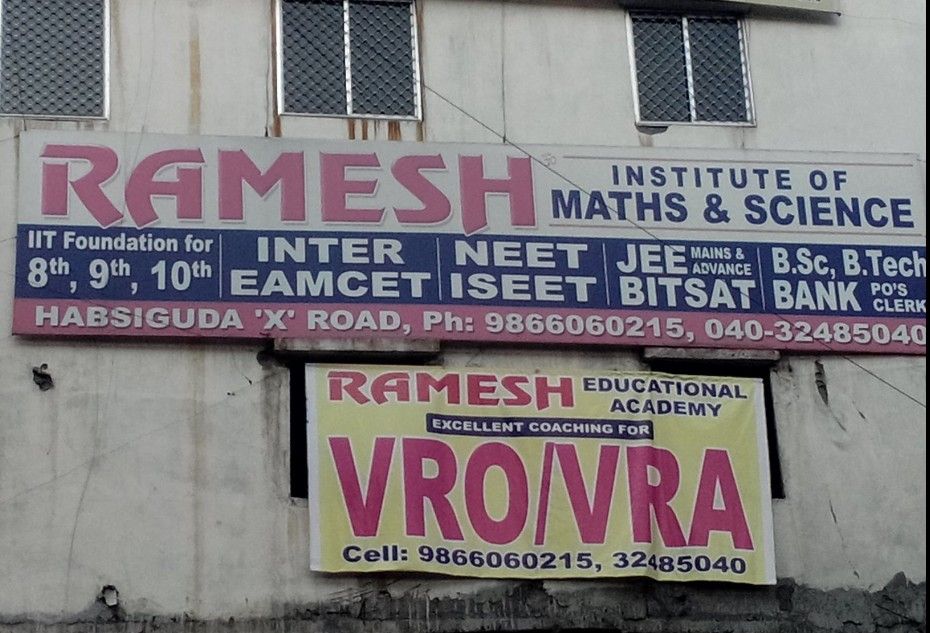 RAMESH INSTITUTE OF
MATHS & SCIENCE
IIT Foundation for
8th, 9th, 10th
INTER
EAMCET
NEET
ISEET
JEE MAINS & ADVANCE
BITSAT
B.Sc, B.Tech
BANK PO'S CLERK
HABSIGUDA 'X' ROAD, Ph: 9866060215, 040-32485040
RAMESH EDUCATIONAL
ACADEMY
EXCELLENT COACHING FOR
VRO/VRA
Cell: 9866060215, 32485040